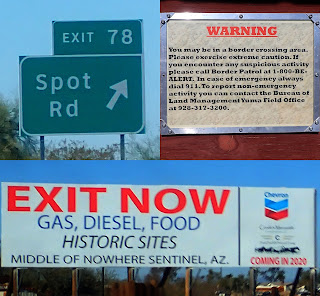 EXIT 78
Spot
Rd
WARNING
You may be in a border crossing area.
Please exercise extreme caution. If
you encounter any suspicious activity
please call Border Patrol at 1-800-BE-
ALERT. In case of emergency always
dial 911. To report non-emergency
activity you can contact the Bureau of
Land Management Yuma Field Office
at 928-317-3200.
EXIT NOW
GAS, DIESEL, FOOD
HISTORIC SITES
MIDDLE OF NOWHERE SENTINEL, AZ.
Chevron
COMING IN 2020